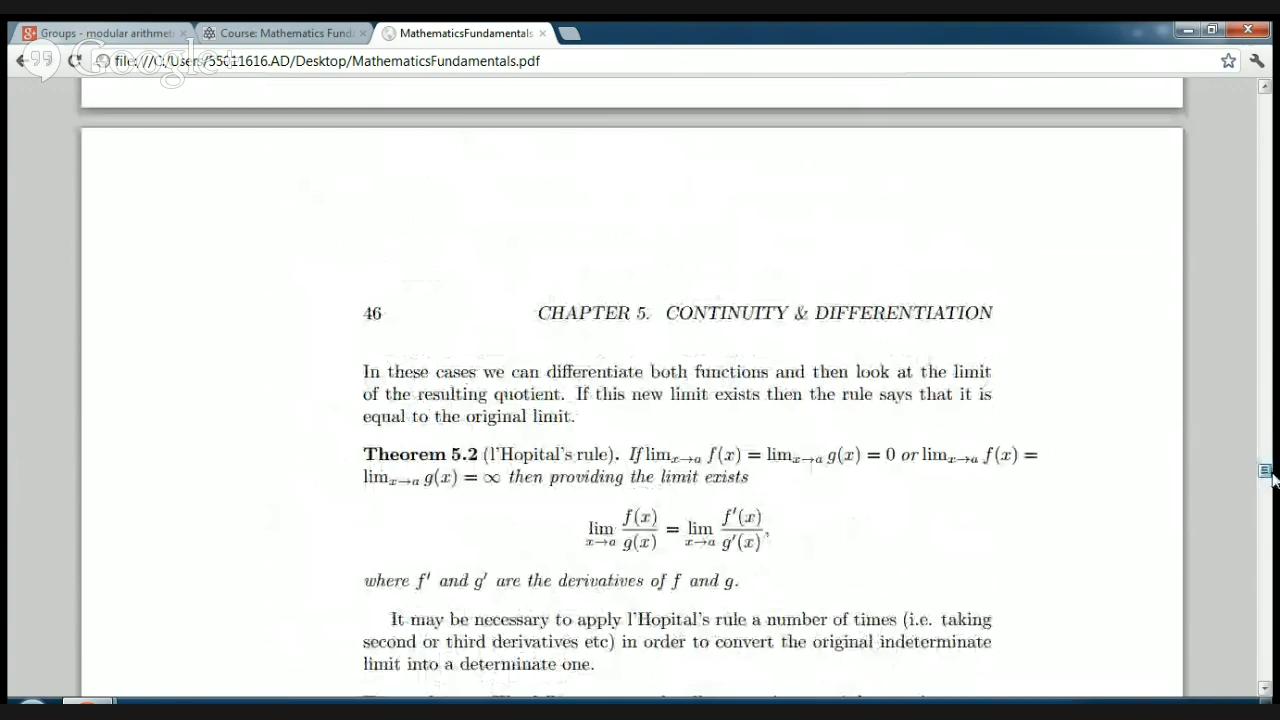 Groups - modular arithmet
Course: Mathematics Fund
MathematicsFundamentals
Google+
file:///C:/Users/55011616.AD/Desktop/MathematicsFundamentals.pdf
46 CHAPTER 5. CONTINUITY & DIFFERENTIATION
In these cases we can differentiate both functions and then look at the limit
of the resulting quotient. If this new limit exists then the rule says that it is
equal to the original limit.
Theorem 5.2 (l'Hopital's rule). If lim_{x→a} f(x) = lim_{x→a} g(x) = 0 or lim_{x→a} f(x) =
lim_{x→a} g(x) = ∞ then providing the limit exists
lim_{x→a} f(x)/g(x) = lim_{x→a} f′(x)/g′(x),
where f′ and g′ are the derivatives of f and g.
It may be necessary to apply l'Hopital's rule a number of times (i.e. taking
second or third derivatives etc) in order to convert the original indeterminate
limit into a determinate one.